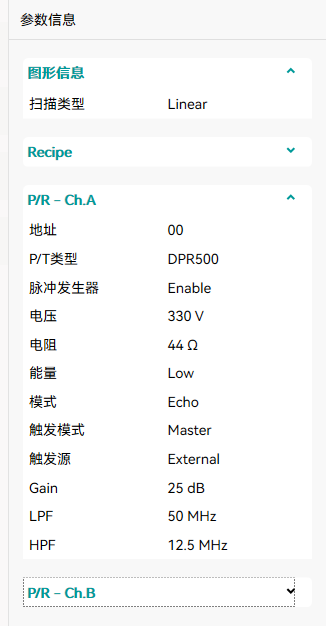 参数信息
图形信息
扫描类型 Linear
Recipe
P/R - Ch.A
地址 00
P/T类型 DPR500
脉冲发生器 Enable
电压 330 V
电阻 44 Ω
能量 Low
模式 Echo
触发模式 Master
触发源 External
Gain 25 dB
LPF 50 MHz
HPF 12.5 MHz
P/R - Ch.B